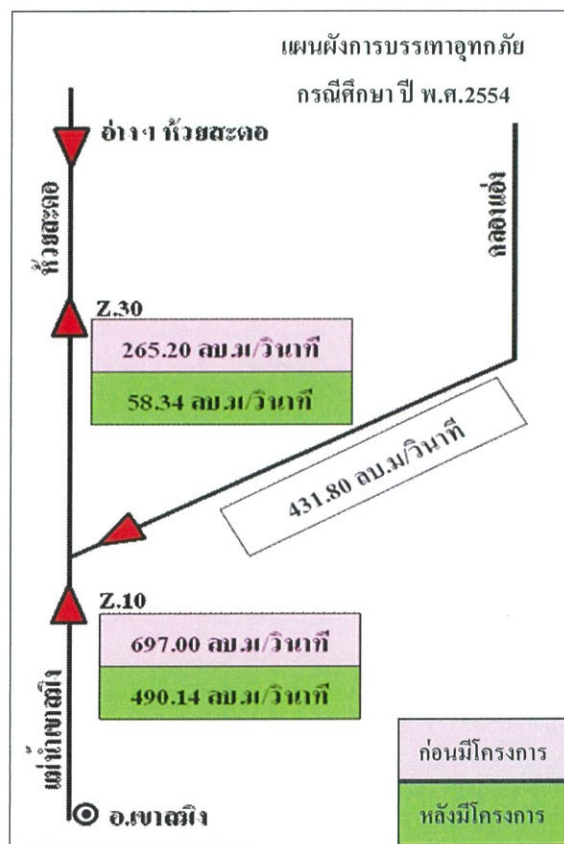 แผนผังการบรรเทาอุทกภัย
กรณีศึกษา ปี พ.ศ.2554
อ่างฯ ห้วยสะตอ
ห้วยสะตอ
คลองแอ่ง
Z.30
265.20 ลบ.ม/วินาที
58.34 ลบ.ม/วินาที
431.80 ลบ.ม/วินาที
Z.10
697.00 ลบ.ม/วินาที
490.14 ลบ.ม/วินาที
แม่น้ำเขาสมิง
อ.เขาสมิง
ก่อนมีโครงการ
หลังมีโครงการ